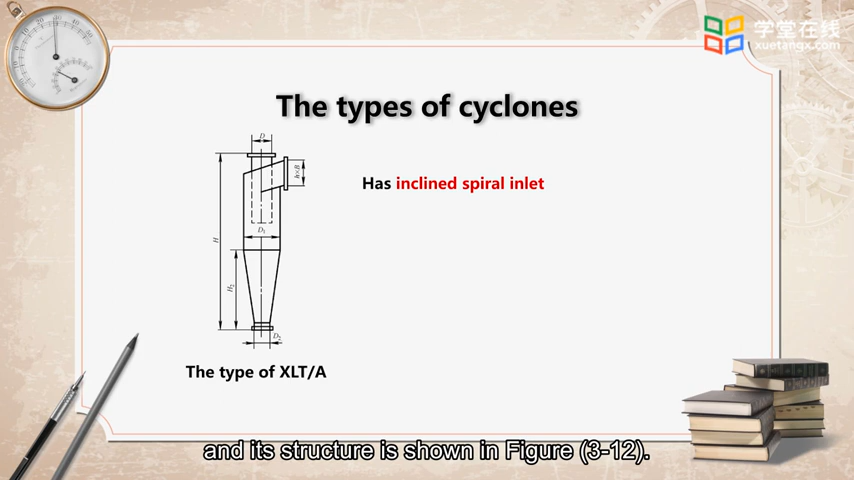 学堂在线
xuetangx.com
The types of cyclones
D
h×B
Has inclined spiral inlet
D₁
H
H₂
D₂
The type of XLT/A
and its structure is shown in Figure (3-12).